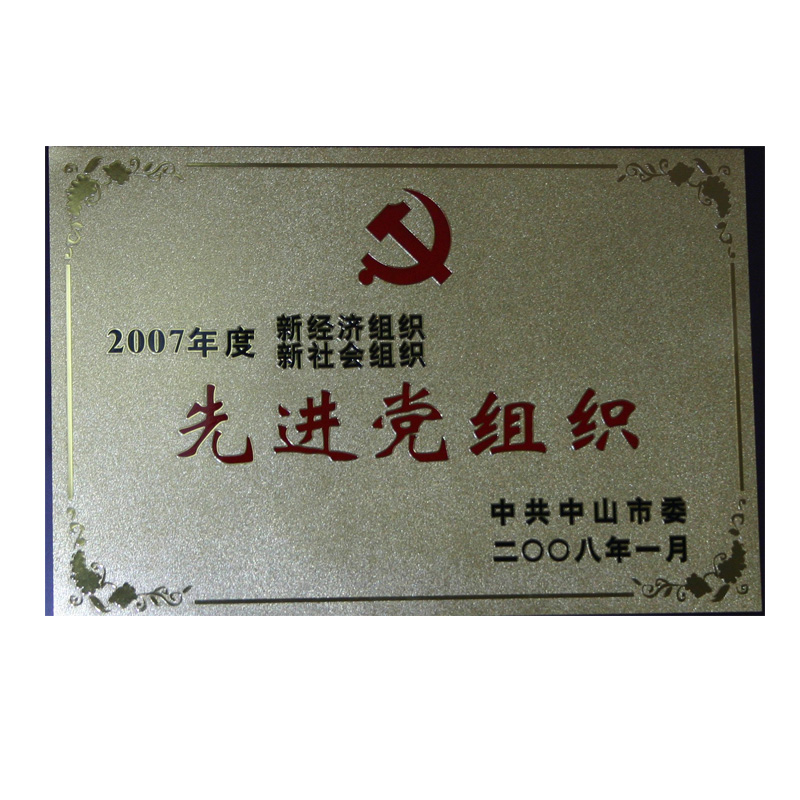 2007年度 新经济组织
新社会组织
先进党组织
中共中山市委
二〇〇八年一月